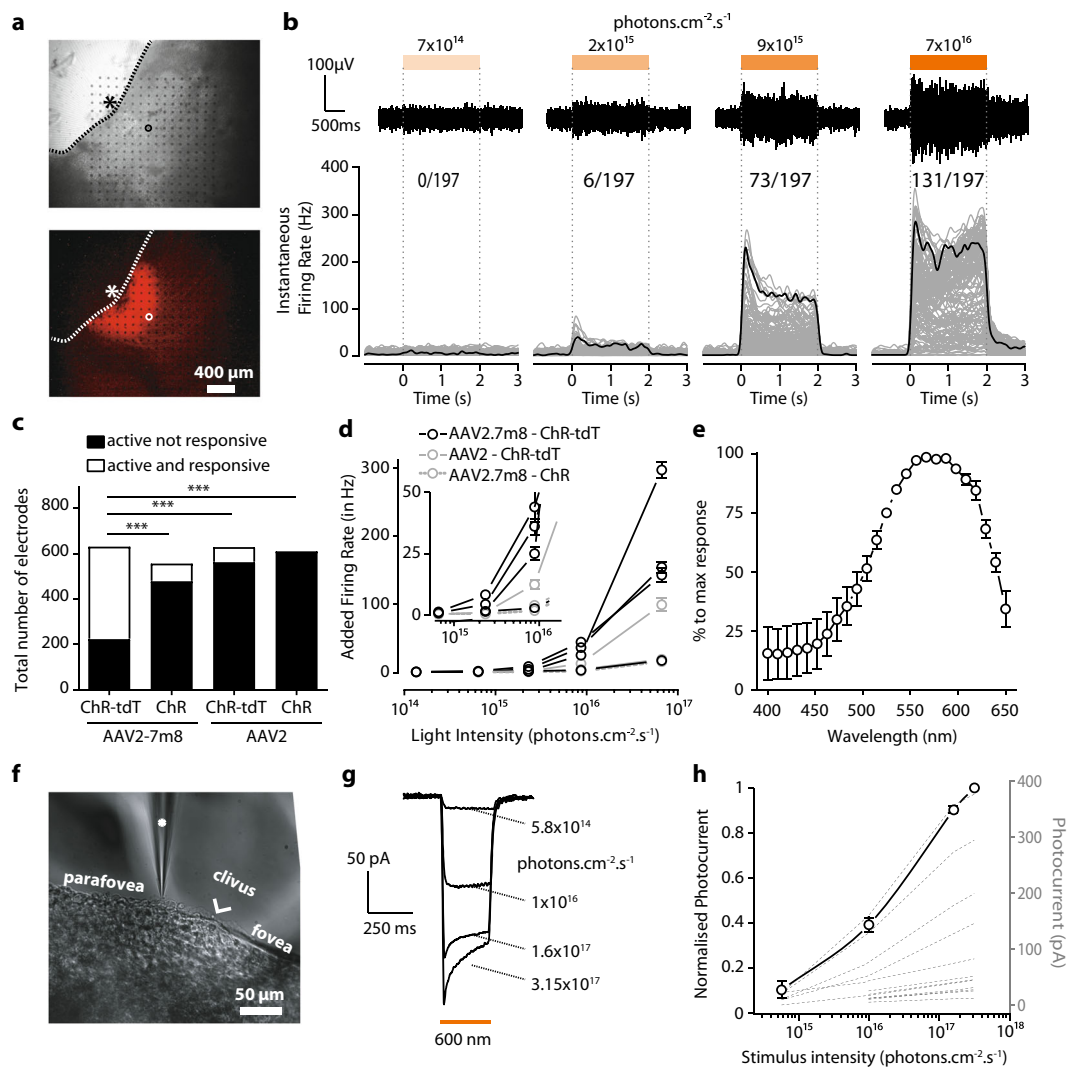 a
400 µm
b
photons.cm⁻².s⁻¹
7x10¹⁴
2x10¹⁵
9x10¹⁵
7x10¹⁶
100µV
500ms
0/197
6/197
73/197
131/197
Instantaneous
Firing Rate (Hz)
400
300
200
100
0
0 1 2 3
0 1 2 3
0 1 2 3
0 1 2 3
Time (s)
Time (s)
Time (s)
Time (s)
c
active not responsive
active and responsive
***
***
***
Total number of electrodes
800
600
400
200
0
ChR-tdT ChR ChR-tdT ChR
AAV2-7m8 AAV2
d
AAV2.7m8 - ChR-tdT
AAV2 - ChR-tdT
AAV2.7m8 - ChR
Added Firing Rate (in Hz)
300
200
100
0
50
25
0
10¹⁵ 10¹⁶
10¹⁴ 10¹⁵ 10¹⁶ 10¹⁷
Light Intensity (photons.cm⁻².s⁻¹)
e
% to max response
100
75
50
25
0
400 450 500 550 600 650
Wavelength (nm)
f
parafovea
clivus
fovea
50 µm
g
5.8x10¹⁴
photons.cm⁻².s⁻¹
1x10¹⁶
1.6x10¹⁷
3.15x10¹⁷
50 pA
250 ms
600 nm
h
Normalised Photocurrent
1
0.8
0.6
0.4
0.2
0
400
300
200
100
0
Photocurrent (pA)
10¹⁵ 10¹⁶ 10¹⁷ 10¹⁸
Stimulus intensity (photons.cm⁻².s⁻¹)